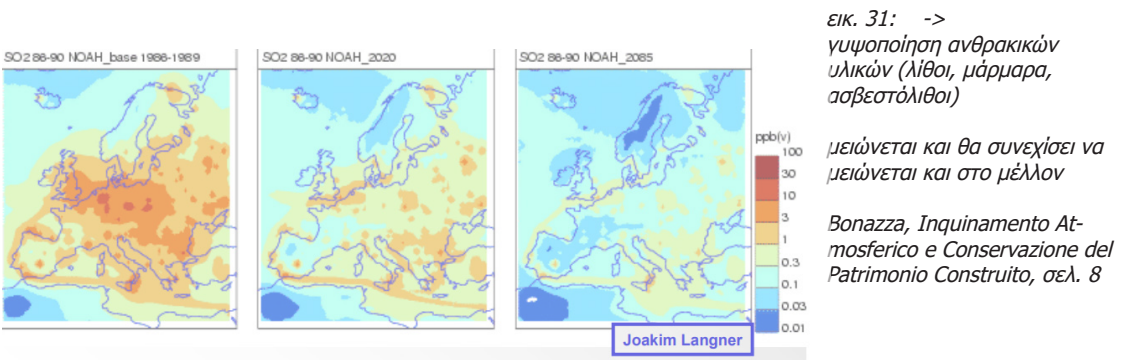 SO2 86-90 NOAH_base 1986-1989
SO2 86-90 NOAH_2020
SO2 86-90 NOAH_2085
ppb(v)
100
30
10
3
1
0.3
0.1
0.03
0.01
Joakim Langner
εικ. 31: ->
γυψοποίηση ανθρακικών
υλικών (λίθοι, μάρμαρα,
ασβεστόλιθοι)
μειώνεται και θα συνεχίσει να
μειώνεται και στο μέλλον
Bonazza, Inquinamento At-
mosferico e Conservazione del
Patrimonio Construito, σελ. 8